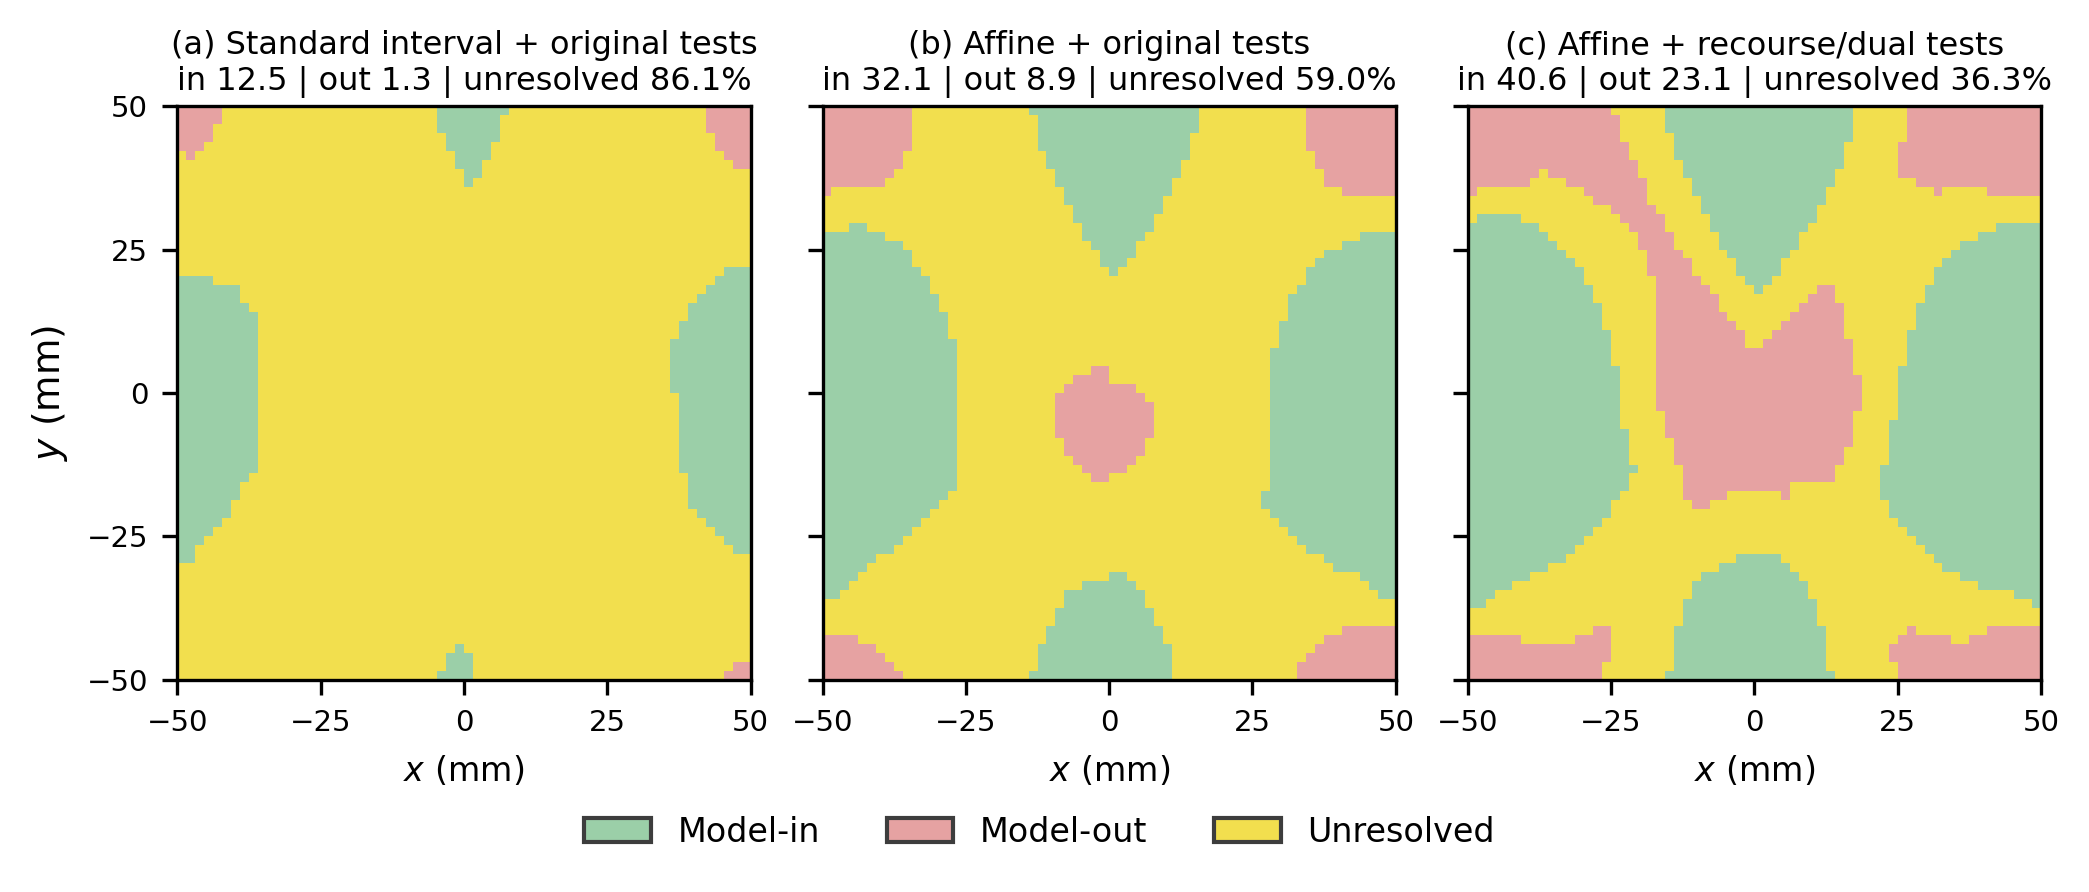 (a) Standard interval + original tests
in 12.5 | out 1.3 | unresolved 86.1%
(b) Affine + original tests
in 32.1 | out 8.9 | unresolved 59.0%
(c) Affine + recourse/dual tests
in 40.6 | out 23.1 | unresolved 36.3%
50
25
0
−25
−50
y (mm)
−50 −25 0 25 50
−50 −25 0 25 50
−50 −25 0 25 50
x (mm)
x (mm)
x (mm)
Model-in
Model-out
Unresolved